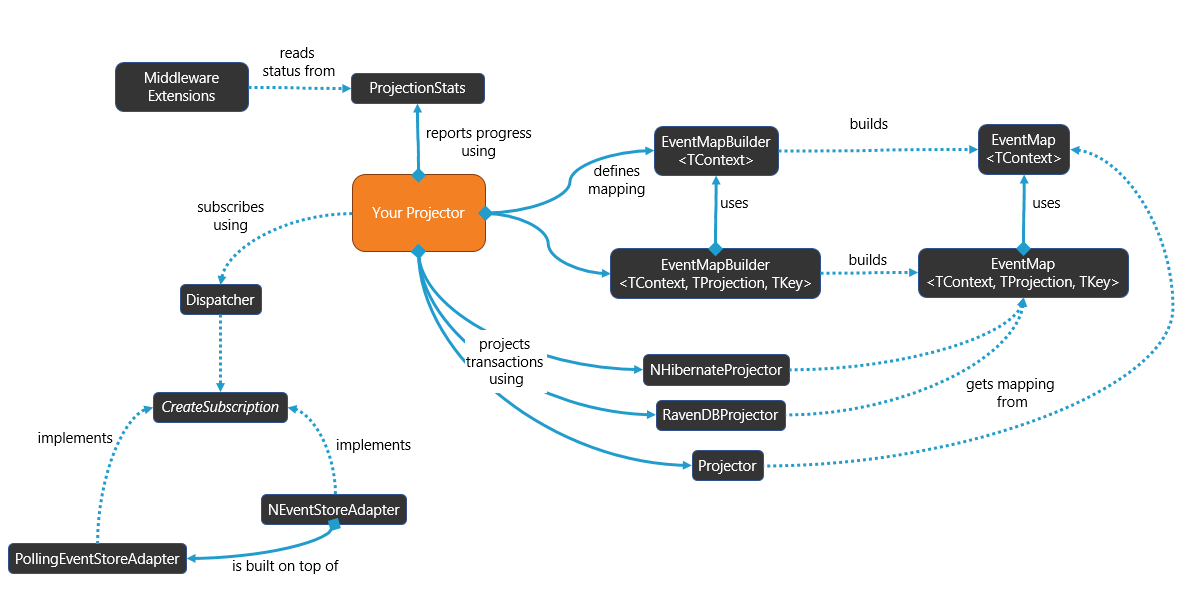 reads
status from
Middleware
Extensions
ProjectionStats
reports progress
using
EventMapBuilder
<TContext>
builds
EventMap
<TContext>
defines
mapping
Your Projector
subscribes
using
uses
uses
EventMapBuilder
<TContext, TProjection, TKey>
builds
EventMap
<TContext, TProjection, TKey>
Dispatcher
projects
transactions
using
NHibernateProjector
gets mapping
from
RavenDBProjector
Projector
CreateSubscription
implements
implements
NEventStoreAdapter
PollingEventStoreAdapter
is built on top of